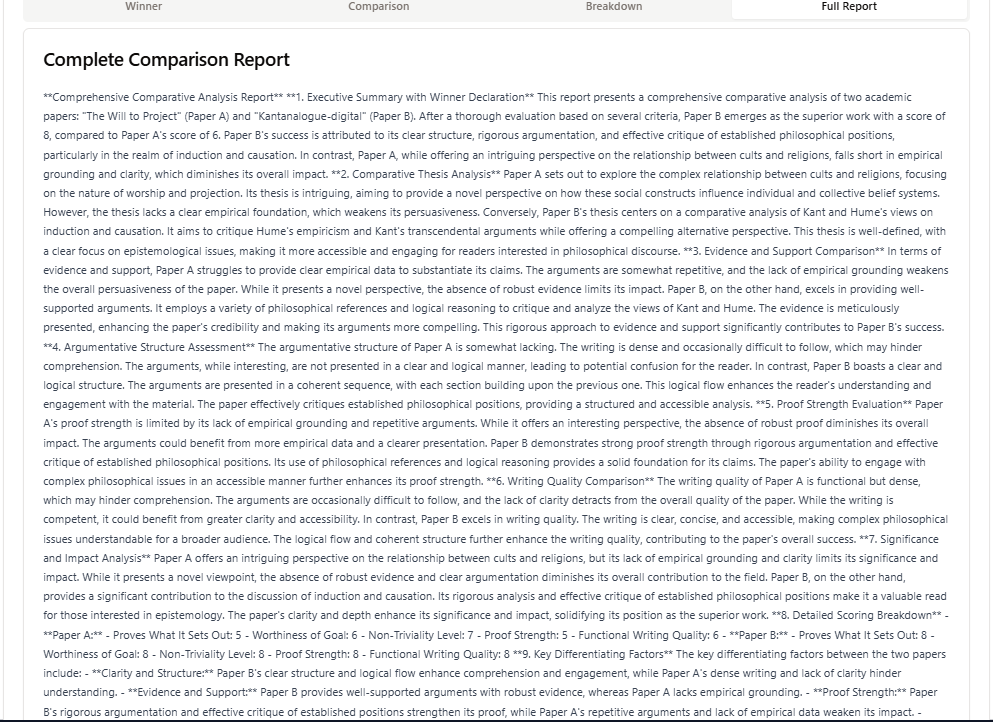 Winner Comparison Breakdown Full Report
Complete Comparison Report
**Comprehensive Comparative Analysis Report** **1. Executive Summary with Winner Declaration** This report presents a comprehensive comparative analysis of two academic
papers: "The Will to Project" (Paper A) and "Kantanalogue-digital" (Paper B). After a thorough evaluation based on several criteria, Paper B emerges as the superior work with a score of
8, compared to Paper A's score of 6. Paper B's success is attributed to its clear structure, rigorous argumentation, and effective critique of established philosophical positions,
particularly in the realm of induction and causation. In contrast, Paper A, while offering an intriguing perspective on the relationship between cults and religions, falls short in empirical
grounding and clarity, which diminishes its overall impact. **2. Comparative Thesis Analysis** Paper A sets out to explore the complex relationship between cults and religions, focusing
on the nature of worship and projection. Its thesis is intriguing, aiming to provide a novel perspective on how these social constructs influence individual and collective belief systems.
However, the thesis lacks a clear empirical foundation, which weakens its persuasiveness. Conversely, Paper B's thesis centers on a comparative analysis of Kant and Hume's views on
induction and causation. It aims to critique Hume's empiricism and Kant's transcendental arguments while offering a compelling alternative perspective. This thesis is well-defined, with
a clear focus on epistemological issues, making it more accessible and engaging for readers interested in philosophical discourse. **3. Evidence and Support Comparison** In terms of
evidence and support, Paper A struggles to provide clear empirical data to substantiate its claims. The arguments are somewhat repetitive, and the lack of empirical grounding weakens
the overall persuasiveness of the paper. While it presents a novel perspective, the absence of robust evidence limits its impact. Paper B, on the other hand, excels in providing well-
supported arguments. It employs a variety of philosophical references and logical reasoning to critique and analyze the views of Kant and Hume. The evidence is meticulously
presented, enhancing the paper's credibility and making its arguments more compelling. This rigorous approach to evidence and support significantly contributes to Paper B's success.
**4. Argumentative Structure Assessment** The argumentative structure of Paper A is somewhat lacking. The writing is dense and occasionally difficult to follow, which may hinder
comprehension. The arguments, while interesting, are not presented in a clear and logical manner, leading to potential confusion for the reader. In contrast, Paper B boasts a clear and
logical structure. The arguments are presented in a coherent sequence, with each section building upon the previous one. This logical flow enhances the reader's understanding and
engagement with the material. The paper effectively critiques established philosophical positions, providing a structured and accessible analysis. **5. Proof Strength Evaluation** Paper
A's proof strength is limited by its lack of empirical grounding and repetitive arguments. While it offers an interesting perspective, the absence of robust proof diminishes its overall
impact. The arguments could benefit from more empirical data and a clearer presentation. Paper B demonstrates strong proof strength through rigorous argumentation and effective
critique of established philosophical positions. Its use of philosophical references and logical reasoning provides a solid foundation for its claims. The paper's ability to engage with
complex philosophical issues in an accessible manner further enhances its proof strength. **6. Writing Quality Comparison** The writing quality of Paper A is functional but dense,
which may hinder comprehension. The arguments are occasionally difficult to follow, and the lack of clarity detracts from the overall quality of the paper. While the writing is
competent, it could benefit from greater clarity and accessibility. In contrast, Paper B excels in writing quality. The writing is clear, concise, and accessible, making complex philosophical
issues understandable for a broader audience. The logical flow and coherent structure further enhance the writing quality, contributing to the paper's overall success. **7. Significance
and Impact Analysis** Paper A offers an intriguing perspective on the relationship between cults and religions, but its lack of empirical grounding and clarity limits its significance and
impact. While it presents a novel viewpoint, the absence of robust evidence and clear argumentation diminishes its overall contribution to the field. Paper B, on the other hand,
provides a significant contribution to the discussion of induction and causation. Its rigorous analysis and effective critique of established philosophical positions make it a valuable read
for those interested in epistemology. The paper's clarity and depth enhance its significance and impact, solidifying its position as the superior work. **8. Detailed Scoring Breakdown** -
**Paper A:** - Proves What It Sets Out: 5 - Worthiness of Goal: 6 - Non-Triviality Level: 7 - Proof Strength: 5 - Functional Writing Quality: 6 - **Paper B:** - Proves What It Sets Out: 8 -
Worthiness of Goal: 8 - Non-Triviality Level: 8 - Proof Strength: 8 - Functional Writing Quality: 8 **9. Key Differentiating Factors** The key differentiating factors between the two papers
include: - **Clarity and Structure:** Paper B's clear structure and logical flow enhance comprehension and engagement, while Paper A's dense writing and lack of clarity hinder
understanding. - **Evidence and Support:** Paper B provides well-supported arguments with robust evidence, whereas Paper A lacks empirical grounding. - **Proof Strength:** Paper
B's rigorous argumentation and effective critique of established positions strengthen its proof, while Paper A's repetitive arguments and lack of empirical data weaken its impact. -